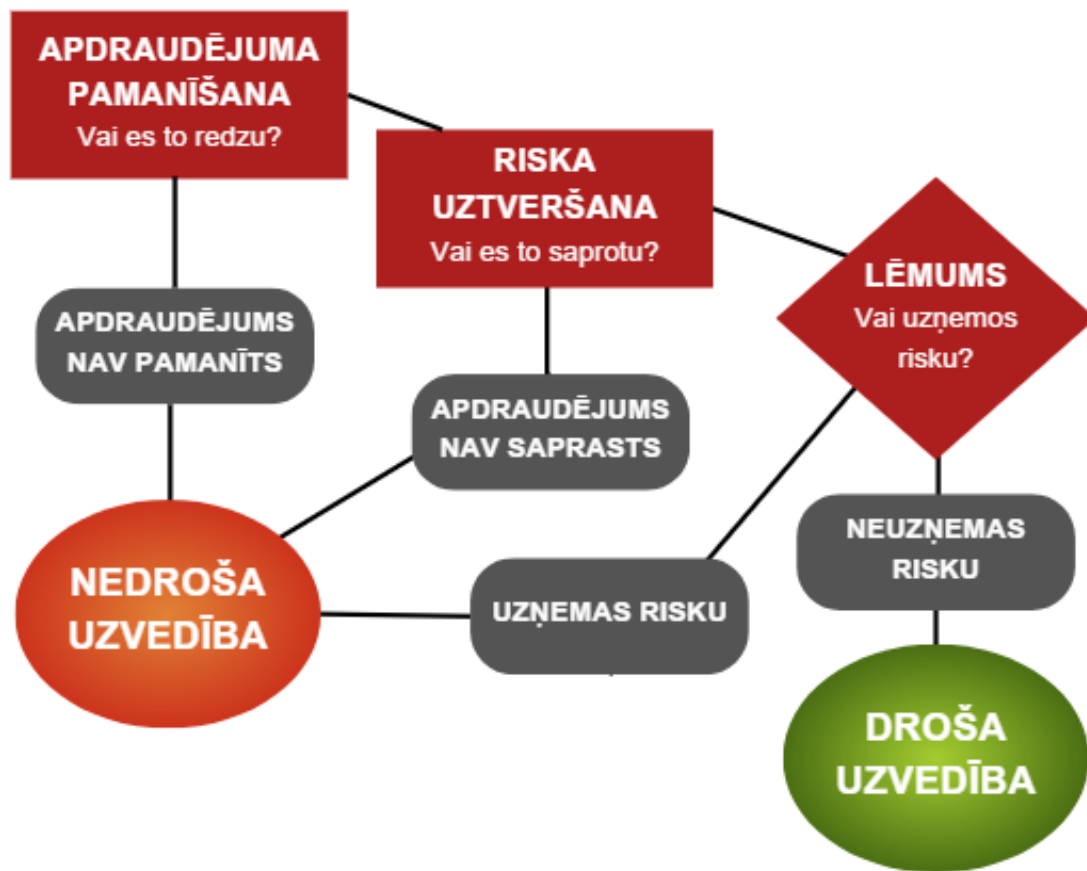 APDRAUDĒJUMA
PAMANĪŠANA
Vai es to redzu?
RISKA
UZTVERŠANA
Vai es to saprotu?
LĒMUMS
Vai uzņemos
risku?
APDRAUDĒJUMS
NAV PAMANĪTS
APDRAUDĒJUMS
NAV SAPRASTS
NEUZŅEMAS
RISKU
UZŅEMAS RISKU
NEDROŠA
UZVEDĪBA
DROŠA
UZVEDĪBA